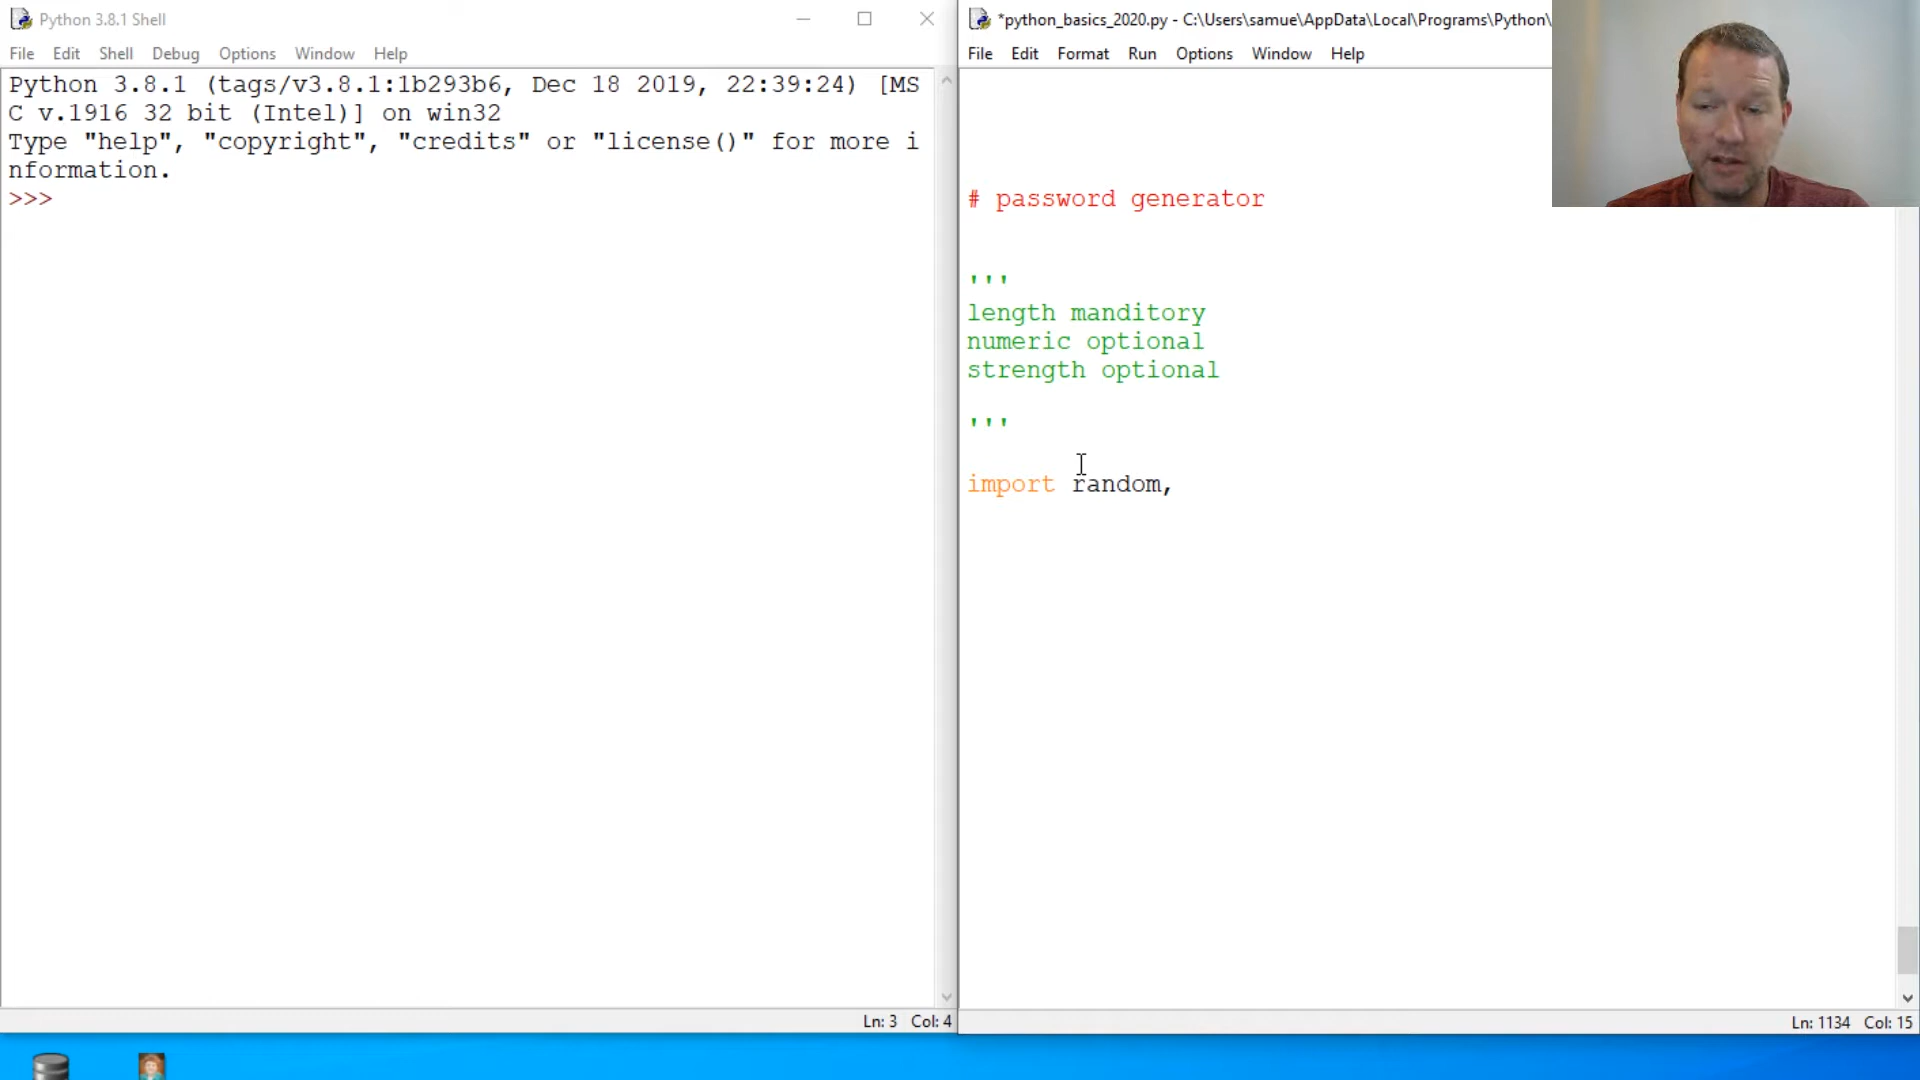 Python 3.8.1 Shell
File Edit Shell Debug Options Window Help
Python 3.8.1 (tags/v3.8.1:1b293b6, Dec 18 2019, 22:39:24) [MS
C v.1916 32 bit (Intel)] on win32
Type "help", "copyright", "credits" or "license()" for more i
nformation.
>>>
Ln: 3 Col: 4
*python_basics_2020.py - C:\Users\samue\AppData\Local\Programs\Python\
File Edit Format Run Options Window Help
# password generator
'''
length manditory
numeric optional
strength optional
'''
import random,
Ln: 1134 Col: 15